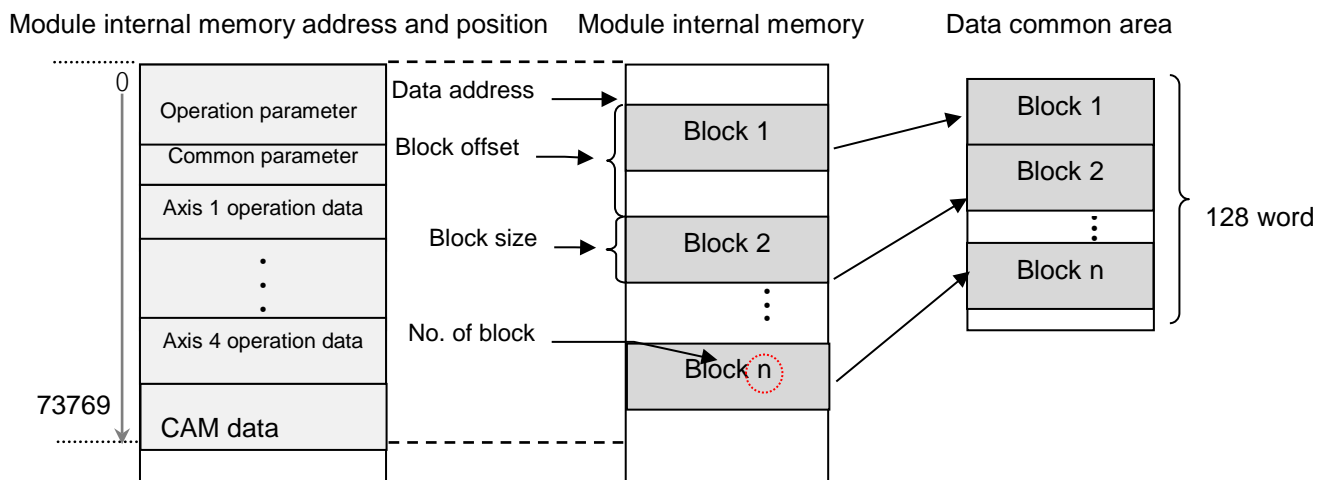 Module internal memory address and position
Module internal memory
Data common area
0
Operation parameter
Common parameter
Axis 1 operation data
Axis 4 operation data
CAM data
73769
Data address
Block offset
Block size
No. of block
Block 1
Block 2
Block n
Block 1
Block 2
Block n
128 word